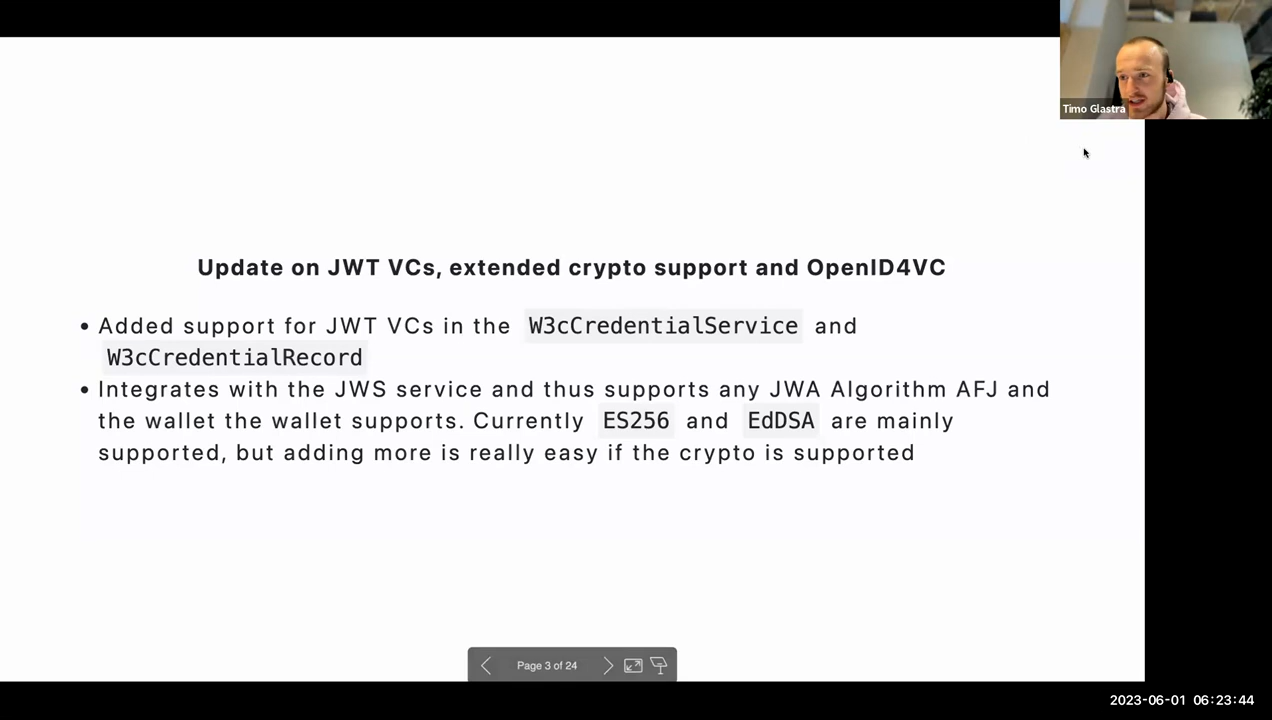 Timo Glastra
Update on JWT VCs, extended crypto support and OpenID4VC
• Added support for JWT VCs in the W3cCredentialService and
W3cCredentialRecord
• Integrates with the JWS service and thus supports any JWA Algorithm AFJ and
the wallet the wallet supports. Currently ES256 and EdDSA are mainly
supported, but adding more is really easy if the crypto is supported
Page 3 of 24
2023-06-01 06:23:44